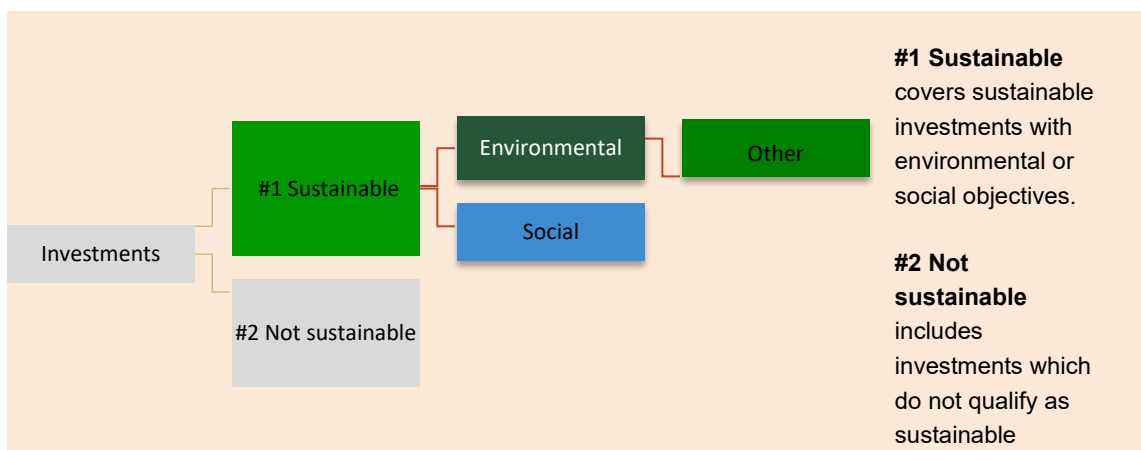 Investments
#1 Sustainable
#2 Not sustainable
Environmental
Social
Other
#1 Sustainable
covers sustainable
investments with
environmental or
social objectives.
#2 Not
sustainable
includes
investments which
do not qualify as
sustainable